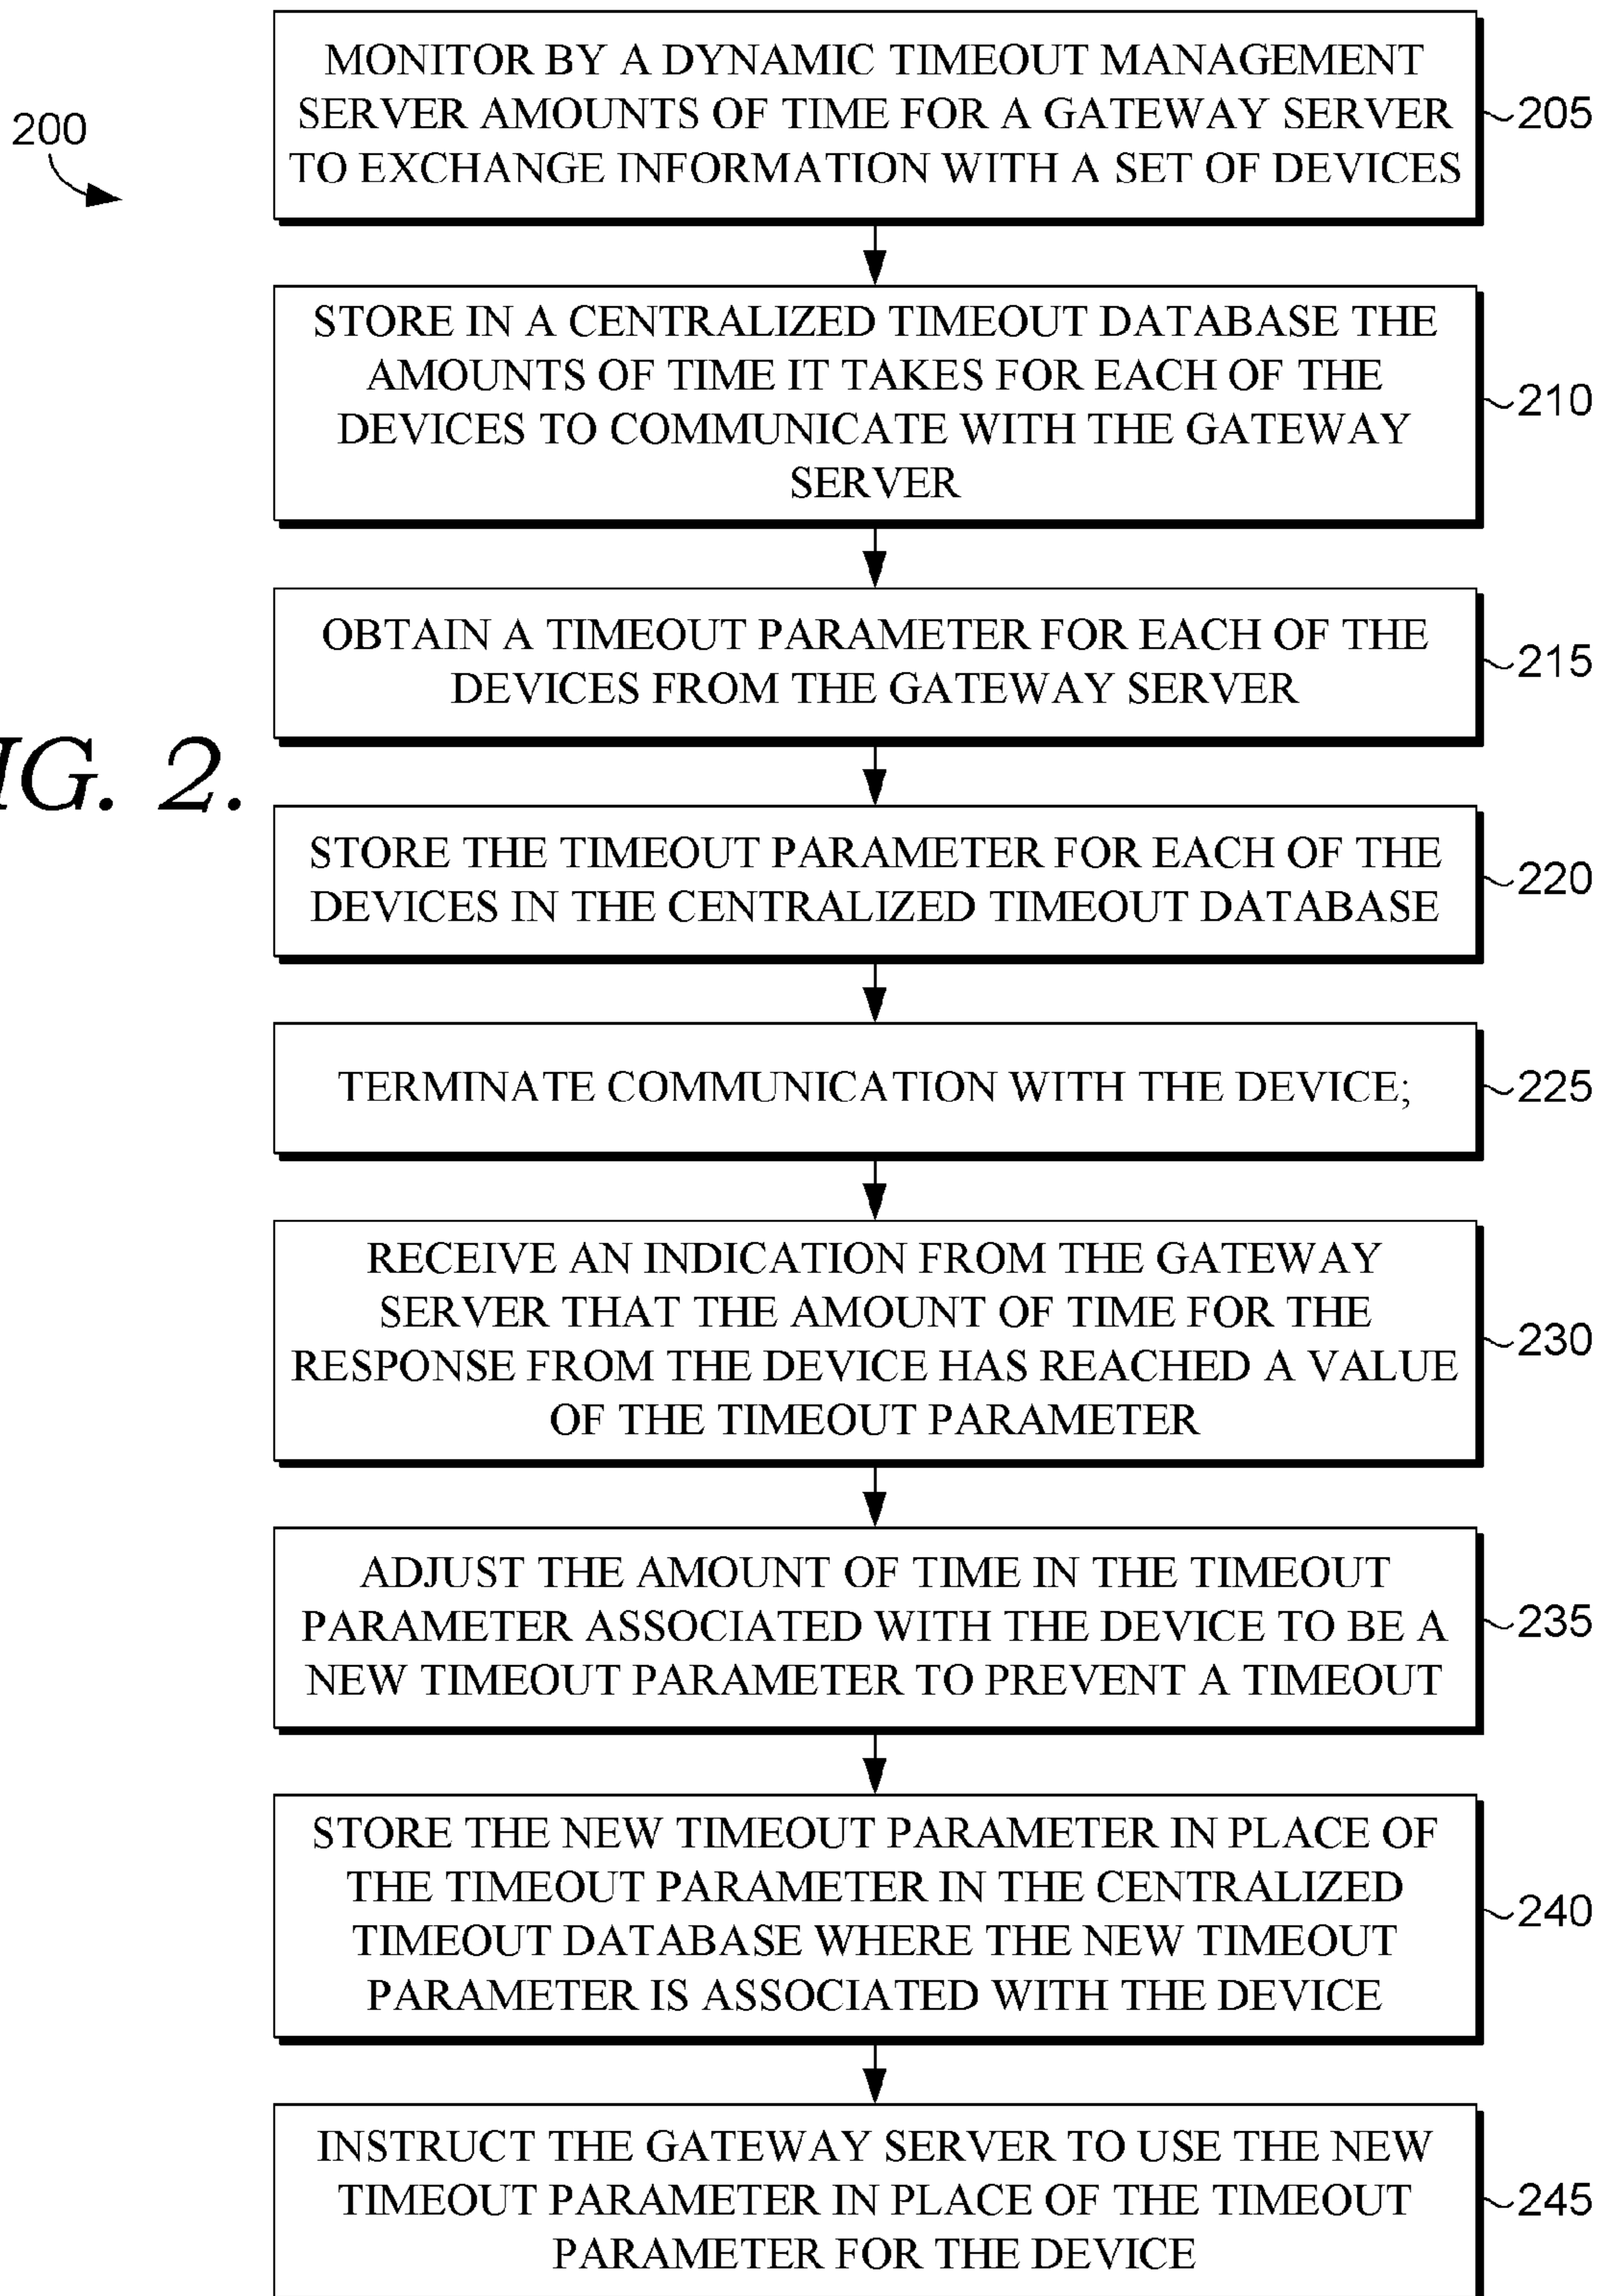 200
MONITOR BY A DYNAMIC TIMEOUT MANAGEMENT
SERVER AMOUNTS OF TIME FOR A GATEWAY SERVER
TO EXCHANGE INFORMATION WITH A SET OF DEVICES
205
STORE IN A CENTRALIZED TIMEOUT DATABASE THE
AMOUNTS OF TIME IT TAKES FOR EACH OF THE
DEVICES TO COMMUNICATE WITH THE GATEWAY
SERVER
210
OBTAIN A TIMEOUT PARAMETER FOR EACH OF THE
DEVICES FROM THE GATEWAY SERVER
215
IG. 2.
STORE THE TIMEOUT PARAMETER FOR EACH OF THE
DEVICES IN THE CENTRALIZED TIMEOUT DATABASE
220
TERMINATE COMMUNICATION WITH THE DEVICE;
225
RECEIVE AN INDICATION FROM THE GATEWAY
SERVER THAT THE AMOUNT OF TIME FOR THE
RESPONSE FROM THE DEVICE HAS REACHED A VALUE
OF THE TIMEOUT PARAMETER
230
ADJUST THE AMOUNT OF TIME IN THE TIMEOUT
PARAMETER ASSOCIATED WITH THE DEVICE TO BE A
NEW TIMEOUT PARAMETER TO PREVENT A TIMEOUT
235
STORE THE NEW TIMEOUT PARAMETER IN PLACE OF
THE TIMEOUT PARAMETER IN THE CENTRALIZED
TIMEOUT DATABASE WHERE THE NEW TIMEOUT
PARAMETER IS ASSOCIATED WITH THE DEVICE
240
INSTRUCT THE GATEWAY SERVER TO USE THE NEW
TIMEOUT PARAMETER IN PLACE OF THE TIMEOUT
PARAMETER FOR THE DEVICE
245